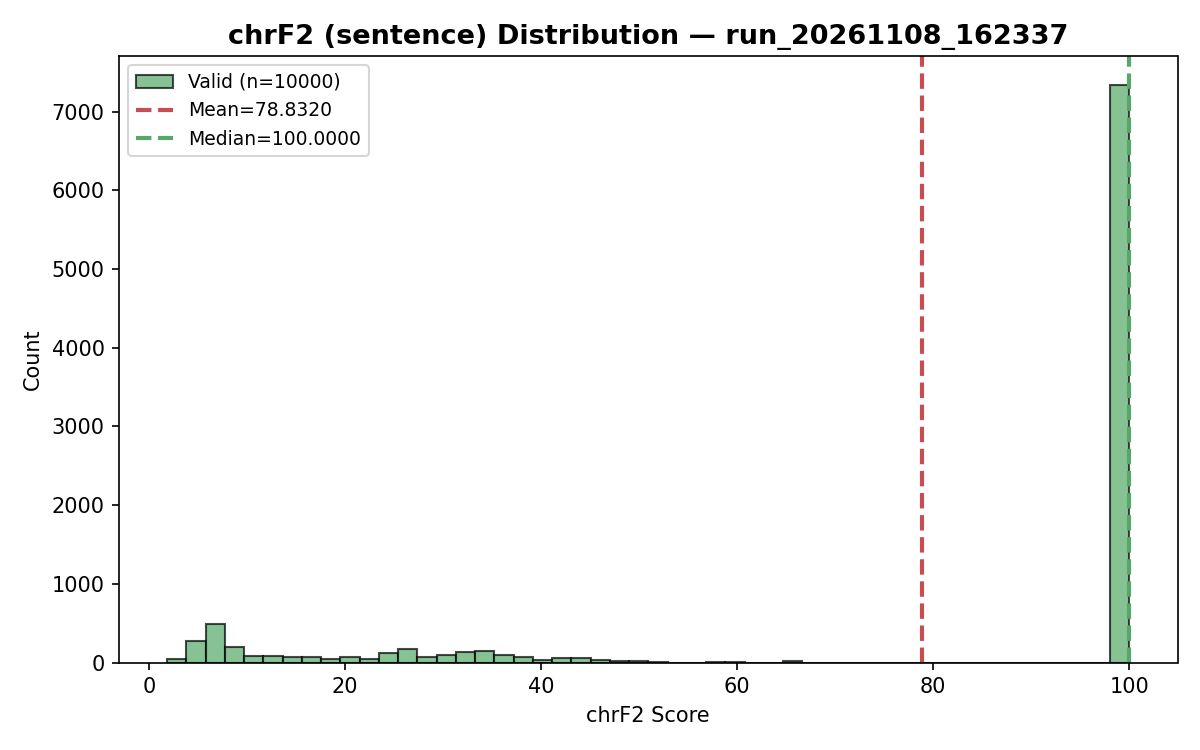 chrF2 (sentence) Distribution — run_20261108_162337
Valid (n=10000)
Mean=78.8320
Median=100.0000
Count
7000
6000
5000
4000
3000
2000
1000
0
0 20 40 60 80 100
chrF2 Score